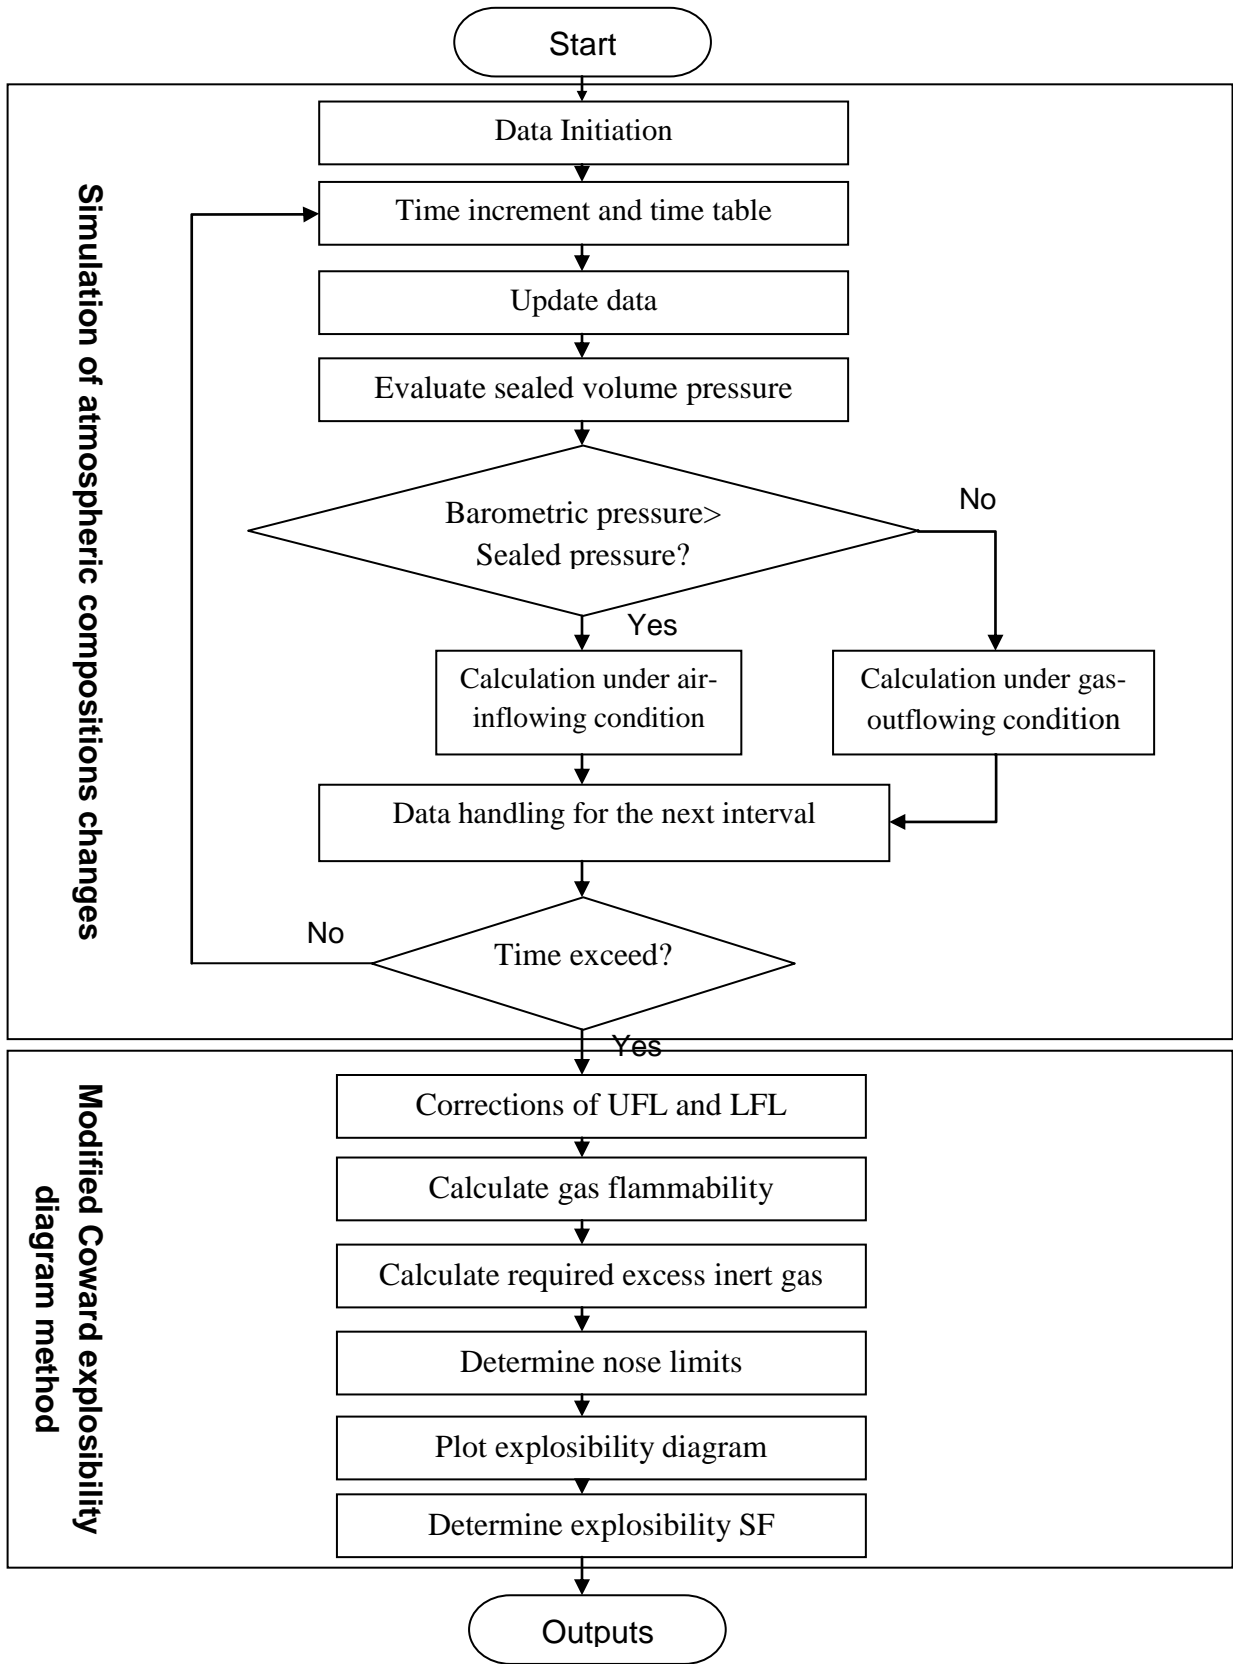 Start
Simulation of atmospheric compositions changes
Data Initiation
Time increment and time table
Update data
Evaluate sealed volume pressure
Barometric pressure>
Sealed pressure?
No
Yes
Calculation under air-
inflowing condition
Calculation under gas-
outflowing condition
Data handling for the next interval
Time exceed?
No
Yes
Modified Coward explosibility
diagram method
Corrections of UFL and LFL
Calculate gas flammability
Calculate required excess inert gas
Determine nose limits
Plot explosibility diagram
Determine explosibility SF
Outputs